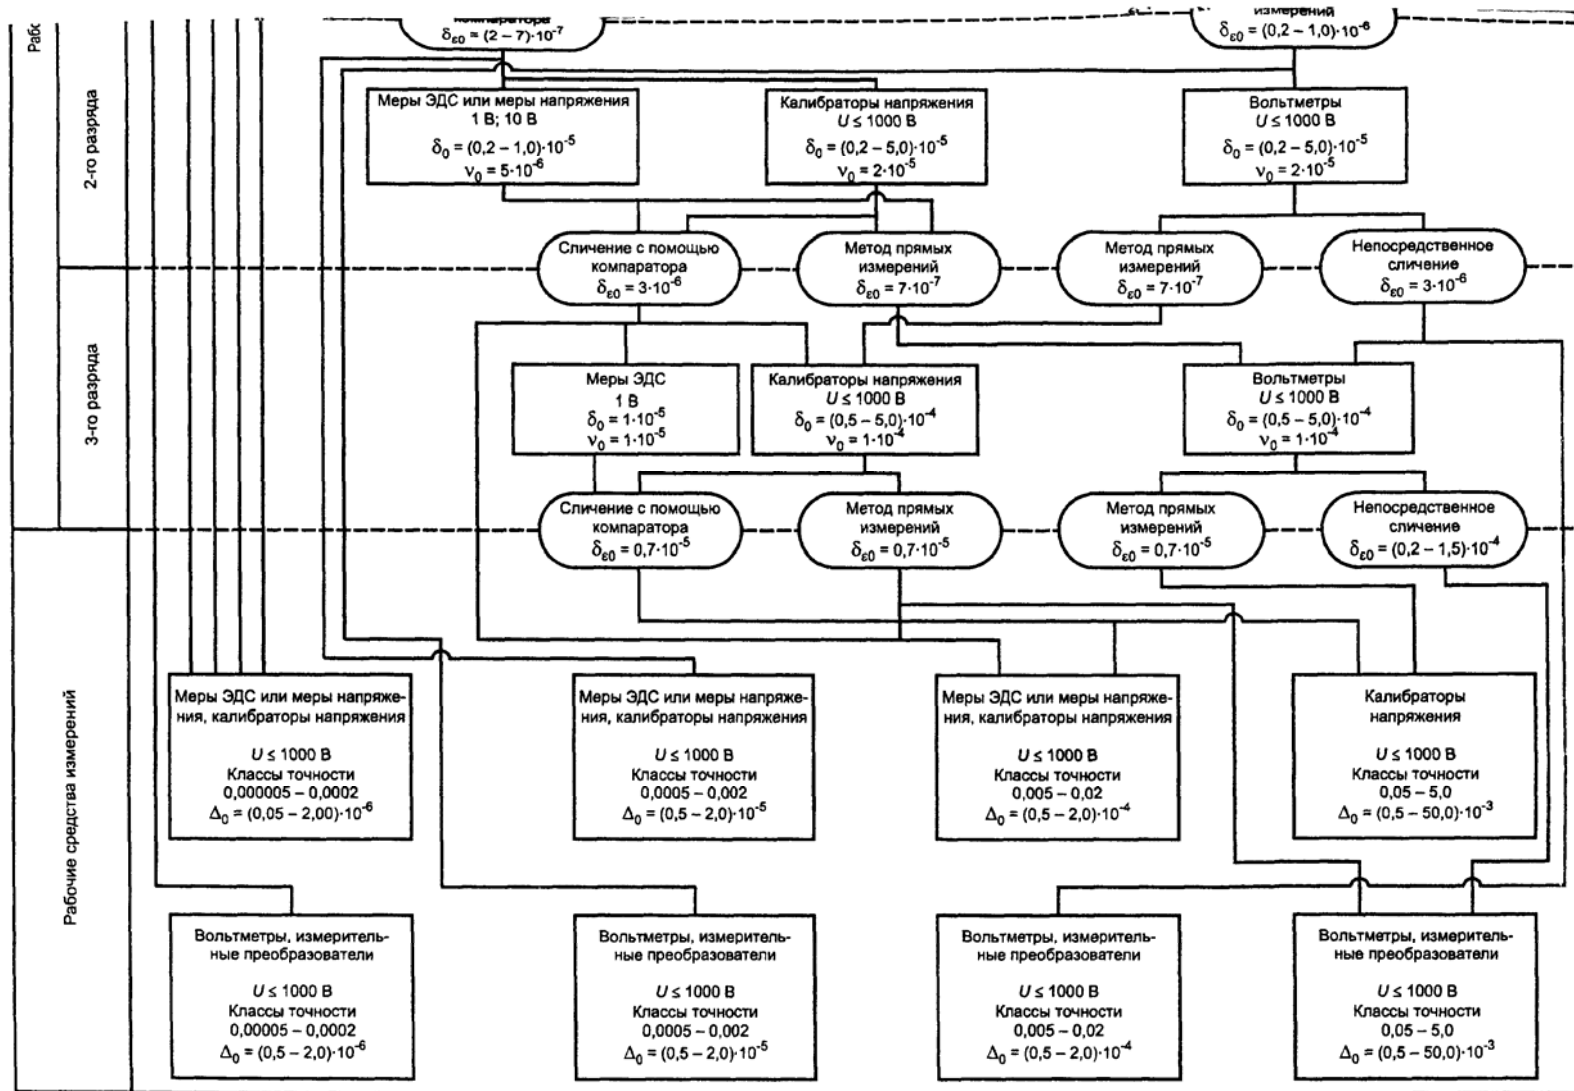 Рабо
компаратора
δε0 = (2 – 7)·10⁻⁷
измерений
δε0 = (0,2 – 1,0)·10⁻⁶
2-го разряда
Меры ЭДС или меры напряжения
1 В; 10 В
δ0 = (0,2 – 1,0)·10⁻⁵
ν0 = 5·10⁻⁶
Калибраторы напряжения
U ≤ 1000 В
δ0 = (0,2 – 5,0)·10⁻⁵
ν0 = 2·10⁻⁵
Вольтметры
U ≤ 1000 В
δ0 = (0,2 – 5,0)·10⁻⁵
ν0 = 2·10⁻⁵
Сличение с помощью
компаратора
δε0 = 3·10⁻⁶
Метод прямых
измерений
δε0 = 7·10⁻⁷
Метод прямых
измерений
δε0 = 7·10⁻⁷
Непосредственное
сличение
δε0 = 3·10⁻⁶
3-го разряда
Меры ЭДС
1 В
δ0 = 1·10⁻⁵
ν0 = 1·10⁻⁵
Калибраторы напряжения
U ≤ 1000 В
δ0 = (0,5 – 5,0)·10⁻⁴
ν0 = 1·10⁻⁴
Вольтметры
U ≤ 1000 В
δ0 = (0,5 – 5,0)·10⁻⁴
ν0 = 1·10⁻⁴
Сличение с помощью
компаратора
δε0 = 0,7·10⁻⁵
Метод прямых
измерений
δε0 = 0,7·10⁻⁵
Метод прямых
измерений
δε0 = 0,7·10⁻⁵
Непосредственное
сличение
δε0 = (0,2 – 1,5)·10⁻⁴
Рабочие средства измерений
Меры ЭДС или меры напряже-
ния, калибраторы напряжения
U ≤ 1000 В
Классы точности
0,000005 – 0,0002
Δ0 = (0,05 – 2,00)·10⁻⁶
Меры ЭДС или меры напряже-
ния, калибраторы напряжения
U ≤ 1000 В
Классы точности
0,0005 – 0,002
Δ0 = (0,5 – 2,0)·10⁻⁵
Меры ЭДС или меры напряже-
ния, калибраторы напряжения
U ≤ 1000 В
Классы точности
0,005 – 0,02
Δ0 = (0,5 – 2,0)·10⁻⁴
Калибраторы
напряжения
U ≤ 1000 В
Классы точности
0,05 – 5,0
Δ0 = (0,5 – 50,0)·10⁻³
Вольтметры, измеритель-
ные преобразователи
U ≤ 1000 В
Классы точности
0,00005 – 0,0002
Δ0 = (0,5 – 2,0)·10⁻⁶
Вольтметры, измеритель-
ные преобразователи
U ≤ 1000 В
Классы точности
0,0005 – 0,002
Δ0 = (0,5 – 2,0)·10⁻⁵
Вольтметры, измеритель-
ные преобразователи
U ≤ 1000 В
Классы точности
0,005 – 0,02
Δ0 = (0,5 – 2,0)·10⁻⁴
Вольтметры, измеритель-
ные преобразователи
U ≤ 1000 В
Классы точности
0,05 – 5,0
Δ0 = (0,5 – 50,0)·10⁻³